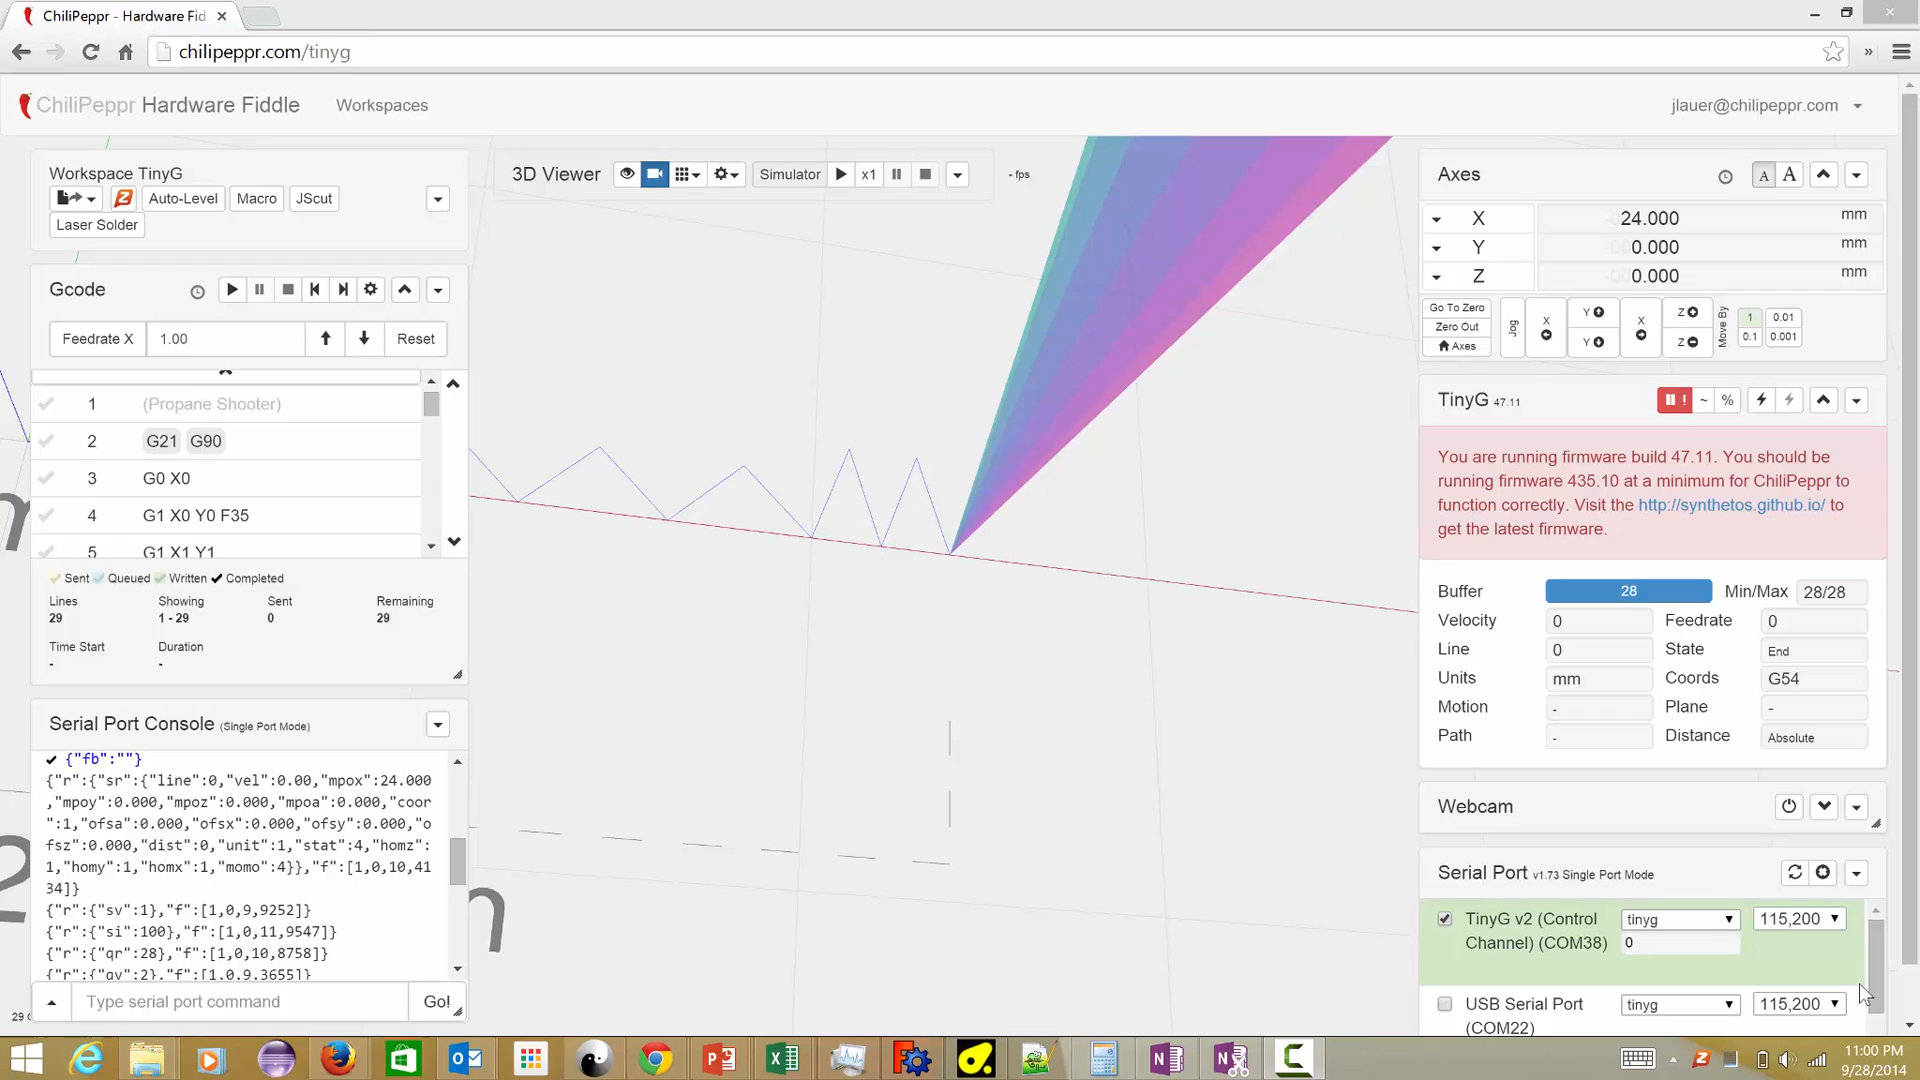 ChiliPeppr - Hardware Fid
chilipeppr.com/tinyg
ChiliPeppr Hardware Fiddle
Workspaces
jlauer@chilipeppr.com
Workspace TinyG
Auto-Level
Macro
JScut
Laser Solder
3D Viewer
Simulator
x1
- fps
Axes
A A
X 24.000 mm
Y 0.000 mm
Z 0.000 mm
Go To Zero
Zero Out
Axes
Jog
X
Y
Y
X
Z
Z
Move By
1 0.01
0.1 0.001
Gcode
Feedrate X 1.00 Reset
1 (Propane Shooter)
2 G21 G90
3 G0 X0
4 G1 X0 Y0 F35
5 G1 X1 Y1
Sent Queued Written Completed
Lines Showing Sent Remaining
29 1 - 29 0 29
Time Start Duration
- -
TinyG 47.11
! ~ %
You are running firmware build 47.11. You should be
running firmware 435.10 at a minimum for ChiliPeppr to
function correctly. Visit the http://synthetos.github.io/ to
get the latest firmware.
Buffer 28 Min/Max 28/28
Velocity 0 Feedrate 0
Line 0 State End
Units mm Coords G54
Motion - Plane -
Path - Distance Absolute
Serial Port Console (Single Port Mode)
{"fb":""}
{"r":{"sr":{"line":0,"vel":0.00,"mpox":24.000
,"mpoy":0.000,"mpoz":0.000,"mpoa":0.000,"coor
":1,"ofsa":0.000,"ofsx":0.000,"ofsy":0.000,"o
fsz":0.000,"dist":0,"unit":1,"stat":4,"homz":
1,"homy":1,"homx":1,"momo":4}},"f":[1,0,10,41
34]}
{"r":{"sv":1},"f":[1,0,9,9252]}
{"r":{"si":100},"f":[1,0,11,9547]}
{"r":{"qr":28},"f":[1,0,10,8758]}
{"r":{"qv":2},"f":[1,0,9,3655]}
Type serial port command Go!
Webcam
Serial Port v1.73 Single Port Mode
TinyG v2 (Control
Channel) (COM38)
tinyg 115,200
0
USB Serial Port
(COM22)
tinyg 115,200
11:00 PM
9/28/2014